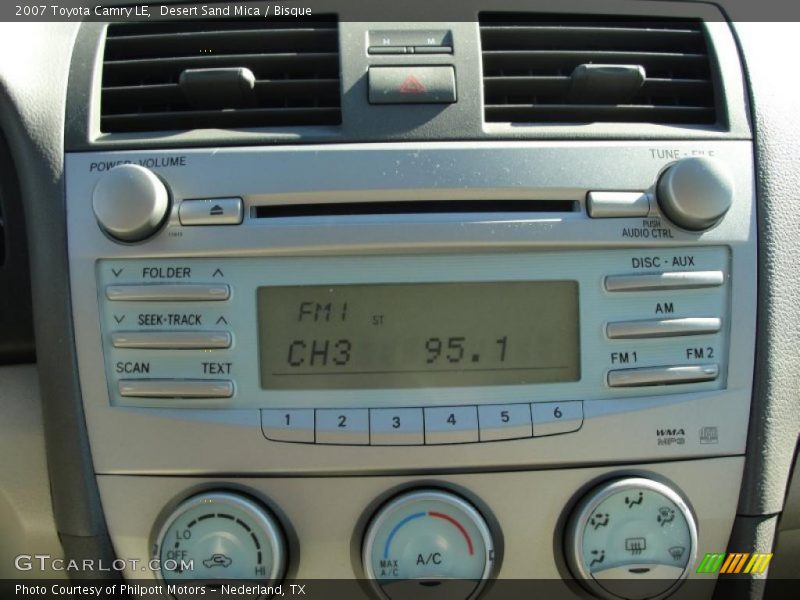 2007 Toyota Camry LE, Desert Sand Mica / Bisque
H M
POWER·VOLUME
TUNE·FILE
PUSH
AUDIO CTRL
FOLDER
DISC·AUX
SEEK·TRACK
AM
SCAN TEXT
FM1 FM2
FM1 ST
CH3 95.1
1 2 3 4 5 6
WMA
MP3
LO
OFF
HI
MAX
A/C
A/C
GTCARLOT.COM
Photo Courtesy of Philpott Motors – Nederland, TX